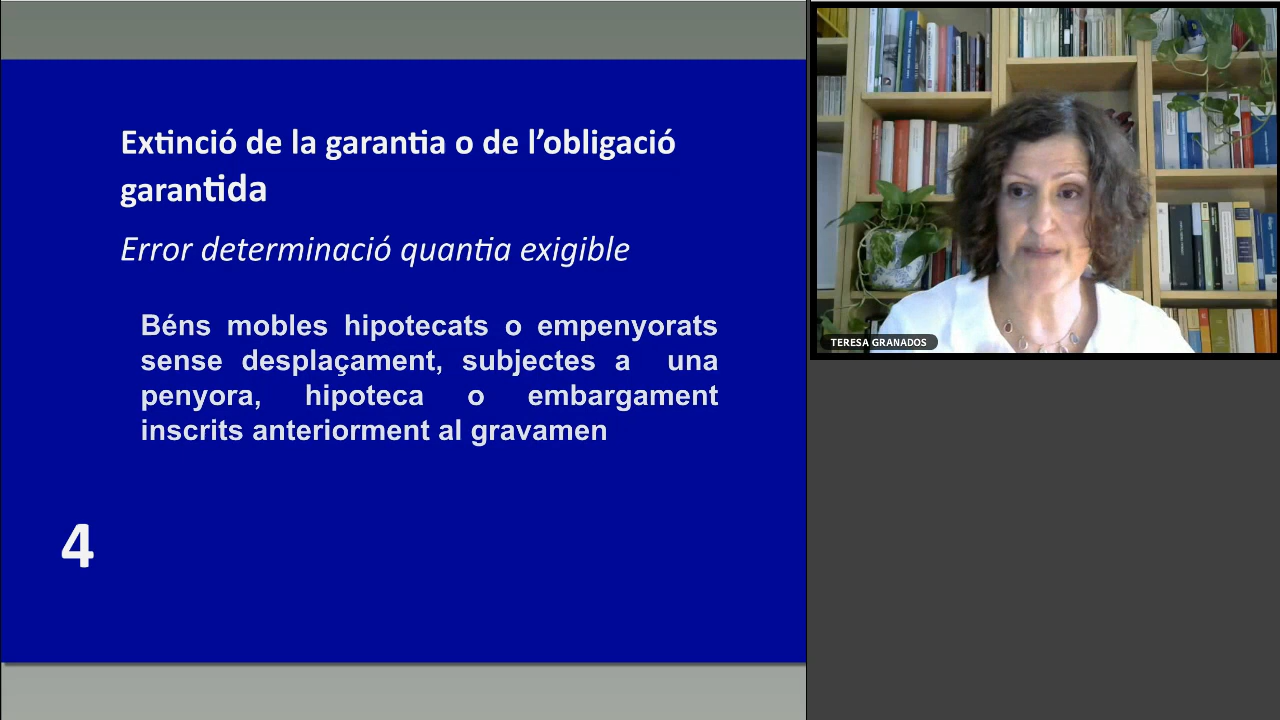 Extinció de la garantia o de l’obligació
garantida
Error determinació quantia exigible
Béns mobles hipotecats o empenyorats
sense desplaçament, subjectes a una
penyora, hipoteca o embargament
inscrits anteriorment al gravamen
4
TERESA GRANADOS